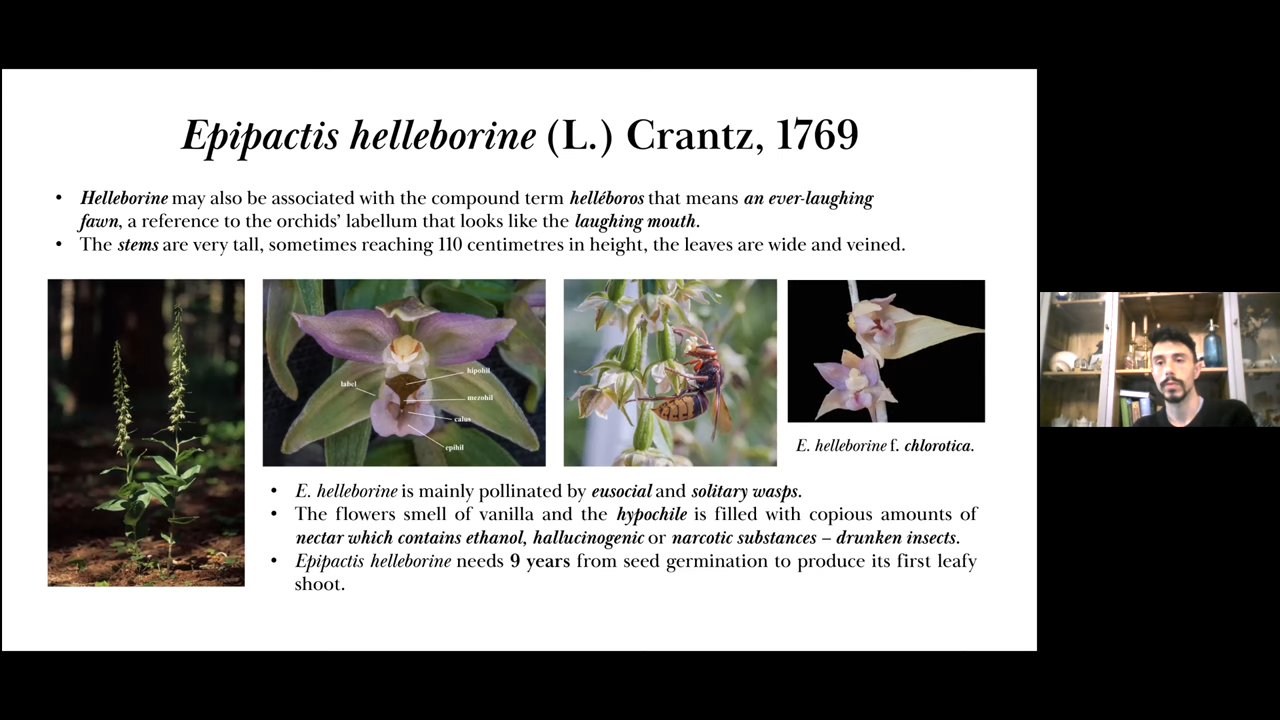 Epipactis helleborine (L.) Crantz, 1769
• Helleborine may also be associated with the compound term helléboros that means an ever-laughing
fawn, a reference to the orchids' labellum that looks like the laughing mouth.
• The stems are very tall, sometimes reaching 110 centimetres in height, the leaves are wide and veined.
hipohil
label
mezohil
calus
epihil
E. helleborine f. chlorotica.
• E. helleborine is mainly pollinated by eusocial and solitary wasps.
• The flowers smell of vanilla and the hypochile is filled with copious amounts of
nectar which contains ethanol, hallucinogenic or narcotic substances – drunken insects.
• Epipactis helleborine needs 9 years from seed germination to produce its first leafy
shoot.